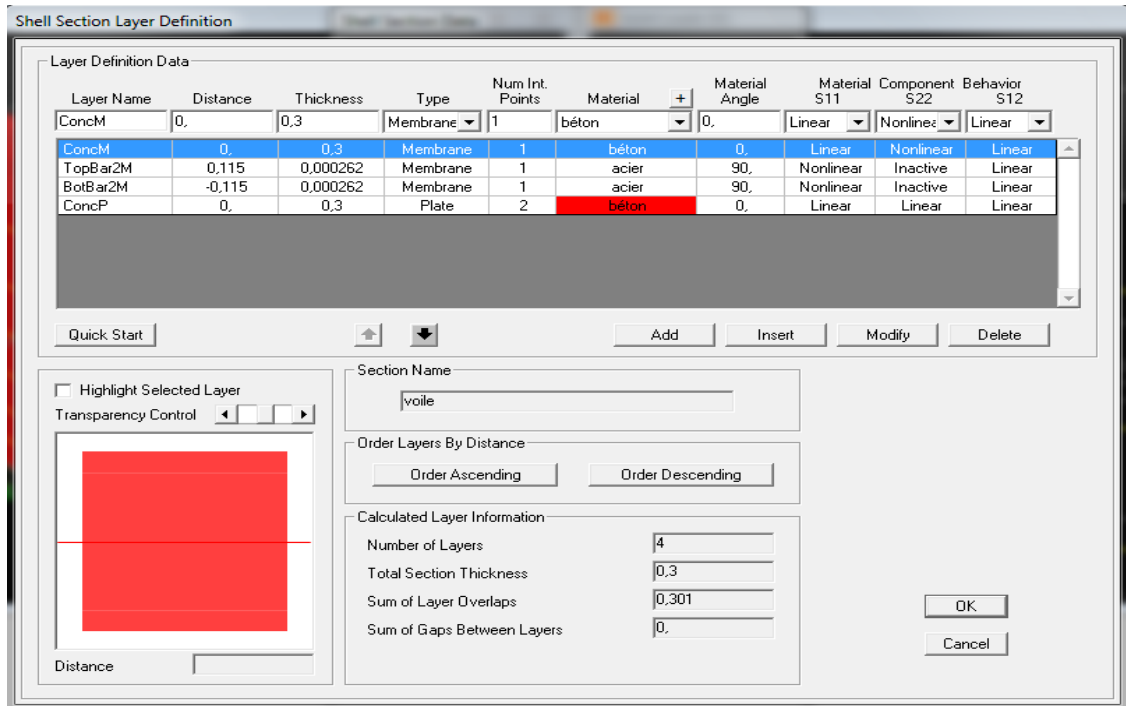 Shell Section Layer Definition
Layer Definition Data
Layer Name Distance Thickness Type Num Int. Points Material + Material Angle Material Component Behavior S11 S22 S12
ConcM 0, 0,3 Membrane 1 béton 0, Linear Nonlinea Linear
ConcM 0, 0,3 Membrane 1 béton 0, Linear Nonlinear Linear
TopBar2M 0,115 0,000262 Membrane 1 acier 90, Nonlinear Inactive Linear
BotBar2M -0,115 0,000262 Membrane 1 acier 90, Nonlinear Inactive Linear
ConcP 0, 0,3 Plate 2 béton 0, Linear Linear Linear
Quick Start Add Insert Modify Delete
Highlight Selected Layer
Transparency Control
Distance
Section Name
voile
Order Layers By Distance
Order Ascending Order Descending
Calculated Layer Information
Number of Layers 4
Total Section Thickness 0,3
Sum of Layer Overlaps 0,301
Sum of Gaps Between Layers 0,
OK
Cancel